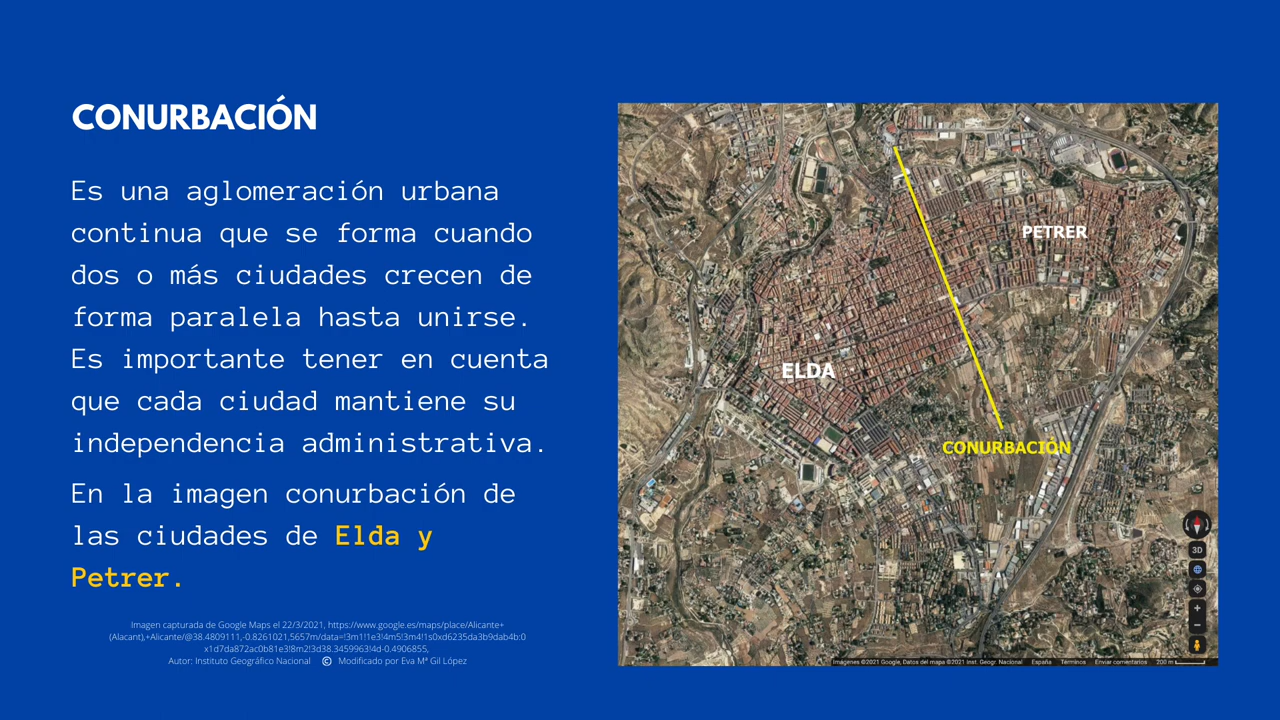 CONURBACIÓN
Es una aglomeración urbana
continua que se forma cuando
dos o más ciudades crecen de
forma paralela hasta unirse.
Es importante tener en cuenta
que cada ciudad mantiene su
independencia administrativa.
En la imagen conurbación de
las ciudades de Elda y
Petrer.
Imagen capturada de Google Maps el 22/3/2021, https://www.google.es/maps/place/Alicante+
(Alacant),+Alicante/@38.4809111,-0.8261021,5657m/data=!3m1!1e3!4m5!3m4!1s0xd6235da3b9dab4b:0
x1d7da872ac0b81e3!8m2!3d38.3459963!4d-0.4906855,
Autor: Instituto Geográfico Nacional © Modificado por Eva Mª Gil López
PETRER
ELDA
CONURBACIÓN
3D
Imágenes ©2021 Google, Datos del mapa ©2021 Inst. Geogr. Nacional España Términos Enviar comentarios 200 m